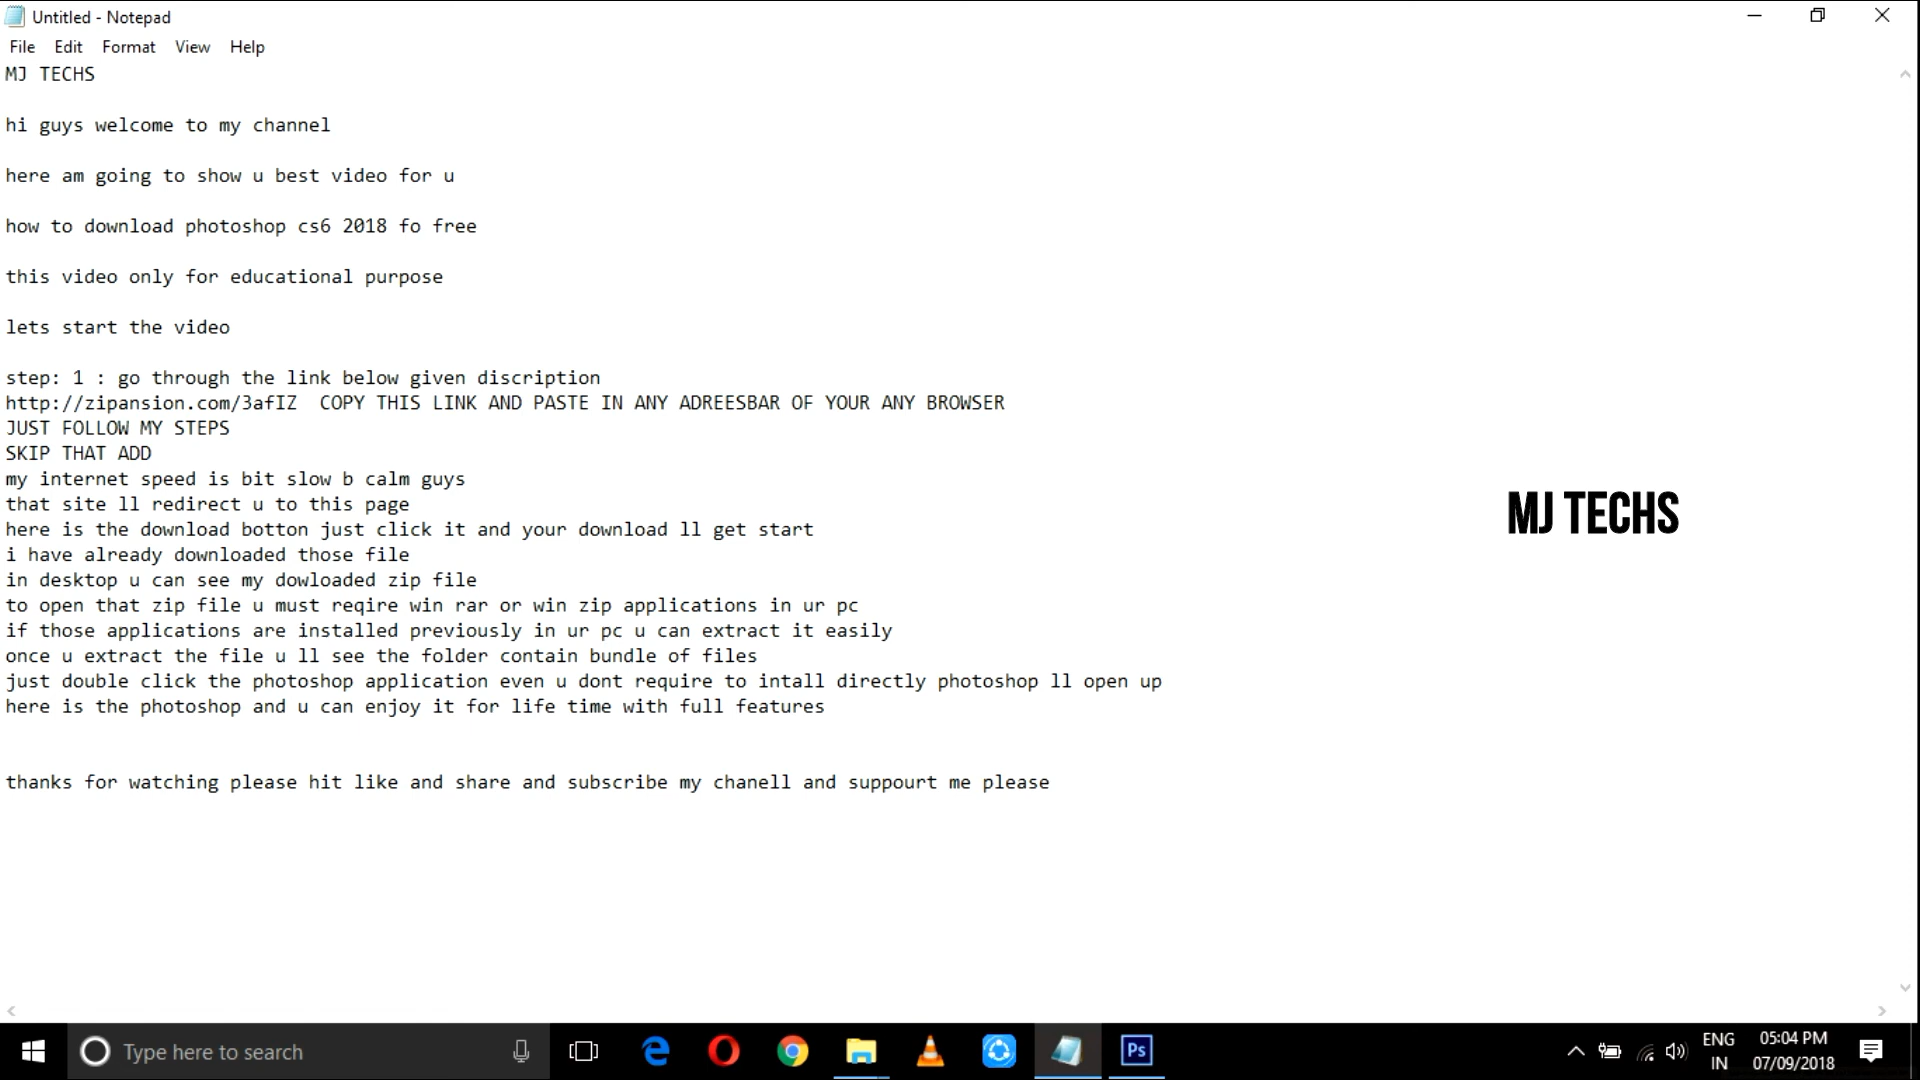 Untitled - Notepad
File Edit Format View Help
MJ TECHS
hi guys welcome to my channel
here am going to show u best video for u
how to download photoshop cs6 2018 fo free
this video only for educational purpose
lets start the video
step: 1 : go through the link below given discription
http://zipansion.com/3afIZ  COPY THIS LINK AND PASTE IN ANY ADREESBAR OF YOUR ANY BROWSER
JUST FOLLOW MY STEPS
SKIP THAT ADD
my internet speed is bit slow b calm guys
that site ll redirect u to this page
here is the download botton just click it and your download ll get start
i have already downloaded those file
in desktop u can see my dowloaded zip file
to open that zip file u must reqire win rar or win zip applications in ur pc
if those applications are installed previously in ur pc u can extract it easily
once u extract the file u ll see the folder contain bundle of files
just double click the photoshop application even u dont require to intall directly photoshop ll open up
here is the photoshop and u can enjoy it for life time with full features
thanks for watching please hit like and share and subscribe my chanell and suppourt me please
MJ TECHS
Type here to search
Ps
ENG
IN
05:04 PM
07/09/2018